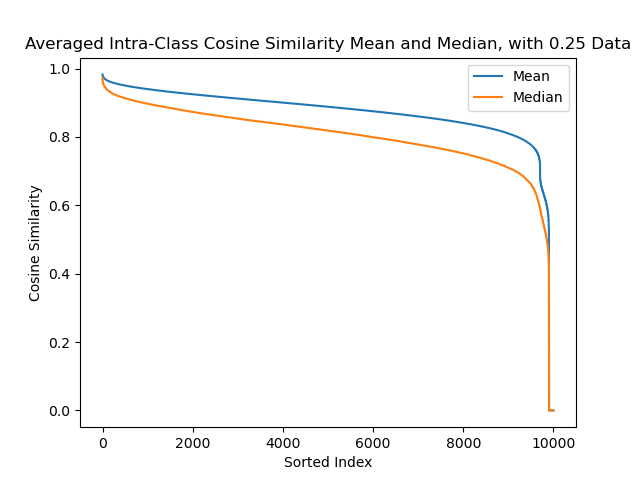 Averaged Intra-Class Cosine Similarity Mean and Median, with 0.25 Data
Mean
Median
Cosine Similarity
1.0
0.8
0.6
0.4
0.2
0.0
0 2000 4000 6000 8000 10000
Sorted Index